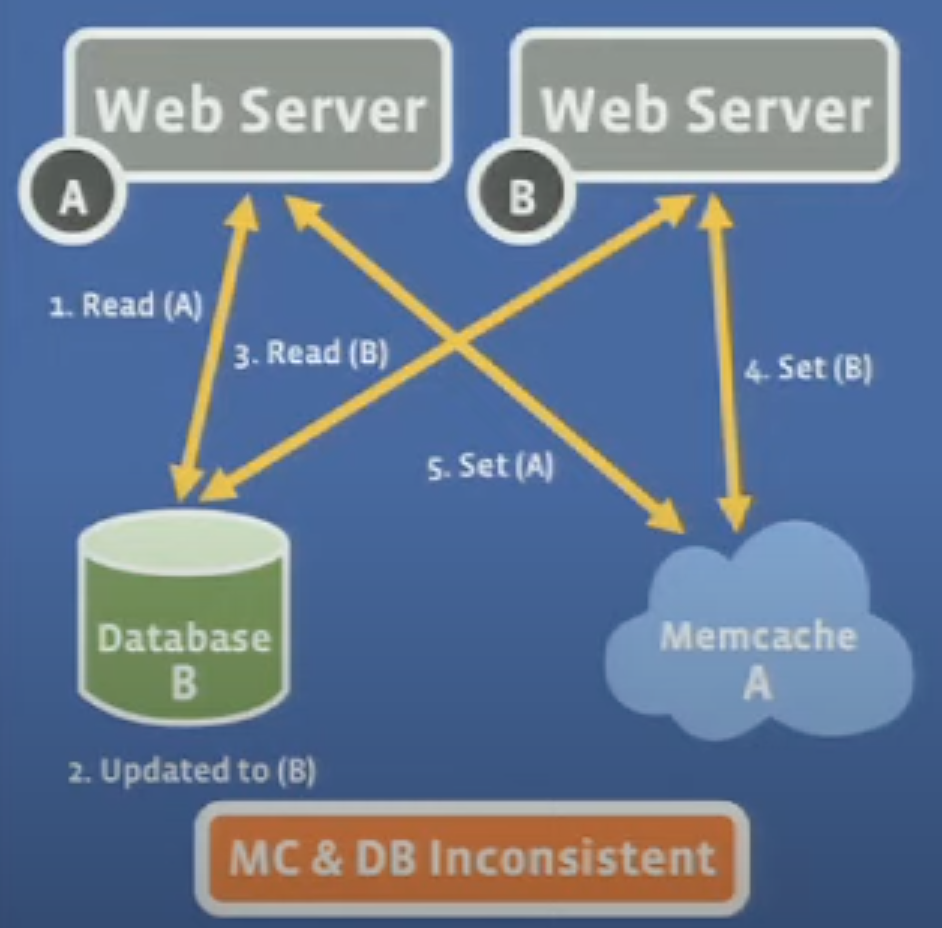 Web Server
Web Server
A
B
1. Read (A)
3. Read (B)
4. Set (B)
5. Set (A)
Database
B
Memcache
A
2. Updated to (B)
MC & DB Inconsistent